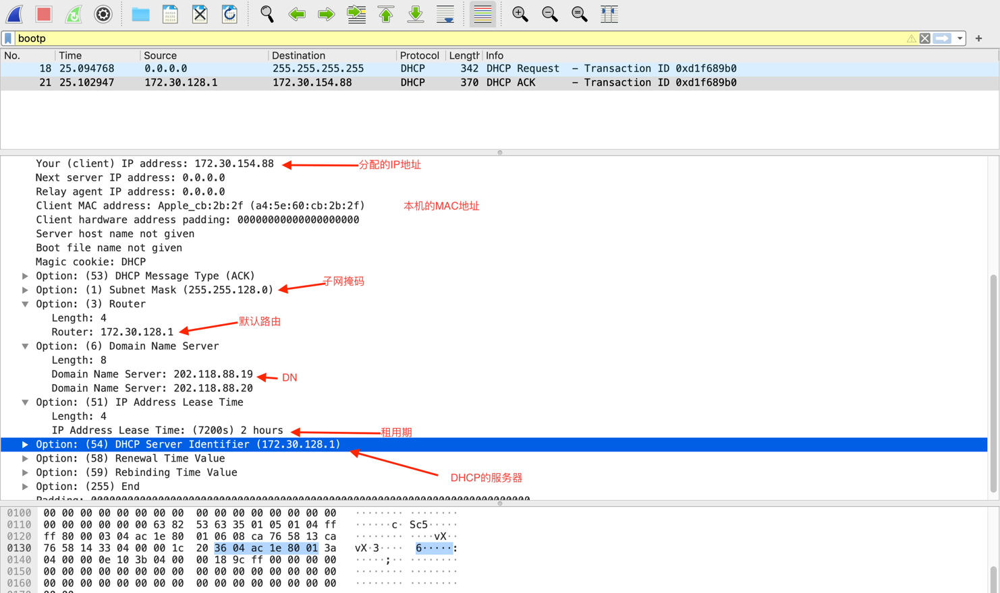 bootp
No. Time Source Destination Protocol Length Info
18 25.094768 0.0.0.0 255.255.255.255 DHCP 342 DHCP Request – Transaction ID 0xd1f689b0
21 25.102947 172.30.128.1 172.30.154.88 DHCP 370 DHCP ACK – Transaction ID 0xd1f689b0
Your (client) IP address: 172.30.154.88 分配的IP地址
Next server IP address: 0.0.0.0
Relay agent IP address: 0.0.0.0
Client MAC address: Apple_cb:2b:2f (a4:5e:60:cb:2b:2f) 本机的MAC地址
Client hardware address padding: 00000000000000000000
Server host name not given
Boot file name not given
Magic cookie: DHCP
Option: (53) DHCP Message Type (ACK)
Option: (1) Subnet Mask (255.255.128.0) 子网掩码
Option: (3) Router
Length: 4
Router: 172.30.128.1 默认路由
Option: (6) Domain Name Server
Length: 8
Domain Name Server: 202.118.88.19 DN
Domain Name Server: 202.118.88.20
Option: (51) IP Address Lease Time
Length: 4
IP Address Lease Time: (7200s) 2 hours 租用期
Option: (54) DHCP Server Identifier (172.30.128.1)
Option: (58) Renewal Time Value
Option: (59) Rebinding Time Value DHCP的服务器
Option: (255) End
0100 00 00 00 00 00 00 00 00 00 00 00 00 00 00 00 00 ········ ········
0110 00 00 00 00 00 00 63 82 53 63 35 01 05 01 04 ff ······c· Sc5·····
0120 ff 80 00 03 04 ac 1e 80 01 06 08 ca 76 58 13 ca ········ ····vX··
0130 76 58 14 33 04 00 00 1c 20 36 04 ac 1e 80 01 3a vX·3···· 6·····:
0140 04 00 00 0e 10 3b 04 00 00 18 9c ff 00 00 00 00 ·····;·· ········
0150 00 00 00 00 00 00 00 00 00 00 00 00 00 00 00 00 ········ ········
0160 00 00 00 00 00 00 00 00 00 00 00 00 00 00 00 00 ········ ········